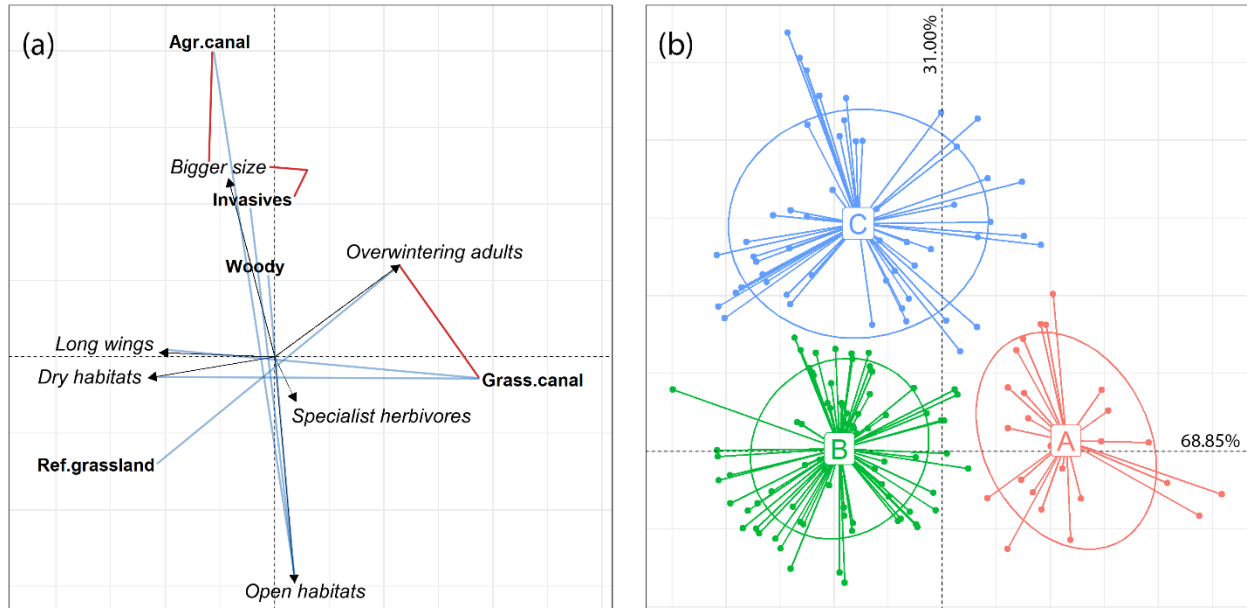 (a)
Agr.canal
Bigger size
Invasives
Woody
Overwintering adults
Long wings
Dry habitats
Grass.canal
Specialist herbivores
Ref.grassland
Open habitats
(b)
31.00%
C
B
A
68.85%